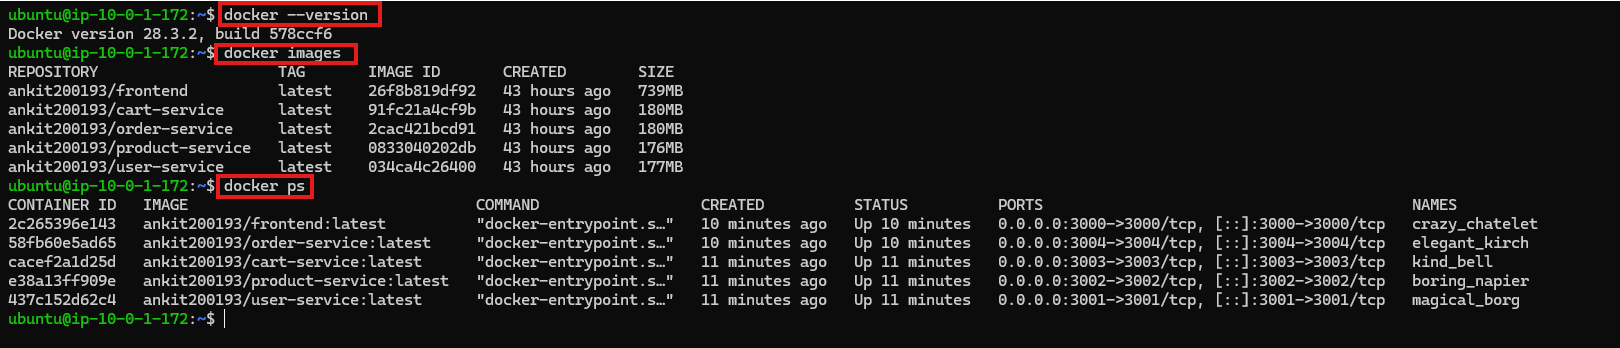 ubuntu@ip-10-0-1-172:~$ docker --version
Docker version 28.3.2, build 578ccf6
ubuntu@ip-10-0-1-172:~$ docker images
REPOSITORY                    TAG       IMAGE ID       CREATED        SIZE
ankit200193/frontend          latest    26f8b819df92   43 hours ago   739MB
ankit200193/cart-service      latest    91fc21a4cf9b   43 hours ago   180MB
ankit200193/order-service     latest    2cac421bcd91   43 hours ago   180MB
ankit200193/product-service   latest    0833040202db   43 hours ago   176MB
ankit200193/user-service      latest    034ca4c26400   43 hours ago   177MB
ubuntu@ip-10-0-1-172:~$ docker ps
CONTAINER ID   IMAGE                                COMMAND                  CREATED          STATUS          PORTS                                         NAMES
2c265396e143   ankit200193/frontend:latest          "docker-entrypoint.s…"   10 minutes ago   Up 10 minutes   0.0.0.0:3000->3000/tcp, [::]:3000->3000/tcp   crazy_chatelet
58fb60e5ad65   ankit200193/order-service:latest     "docker-entrypoint.s…"   10 minutes ago   Up 10 minutes   0.0.0.0:3004->3004/tcp, [::]:3004->3004/tcp   elegant_kirch
cacef2a1d25d   ankit200193/cart-service:latest      "docker-entrypoint.s…"   11 minutes ago   Up 11 minutes   0.0.0.0:3003->3003/tcp, [::]:3003->3003/tcp   kind_bell
e38a13ff909e   ankit200193/product-service:latest   "docker-entrypoint.s…"   11 minutes ago   Up 11 minutes   0.0.0.0:3002->3002/tcp, [::]:3002->3002/tcp   boring_napier
437c152d62c4   ankit200193/user-service:latest      "docker-entrypoint.s…"   11 minutes ago   Up 11 minutes   0.0.0.0:3001->3001/tcp, [::]:3001->3001/tcp   magical_borg
ubuntu@ip-10-0-1-172:~$